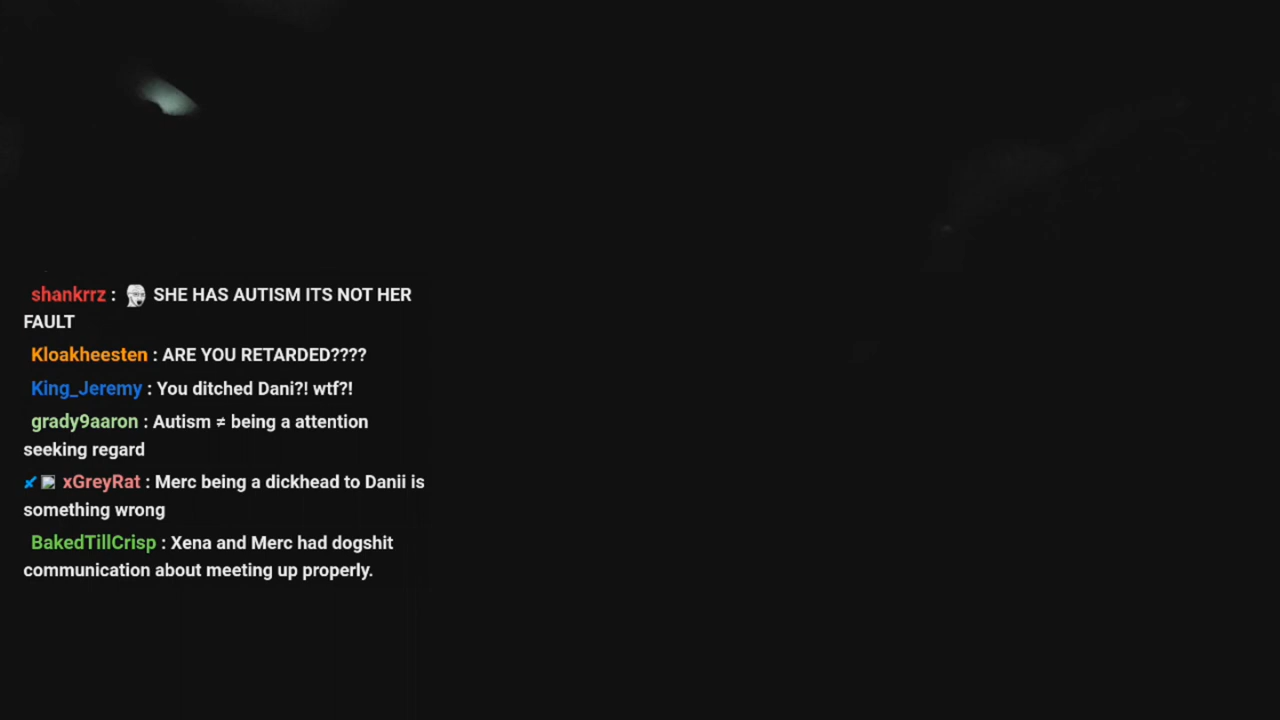 shankrrz : SHE HAS AUTISM ITS NOT HER
FAULT
Kloakheesten : ARE YOU RETARDED????
King_Jeremy : You ditched Dani?! wtf?!
grady9aaron : Autism ≠ being a attention
seeking regard
xGreyRat : Merc being a dickhead to Danii is
something wrong
BakedTillCrisp : Xena and Merc had dogshit
communication about meeting up properly.